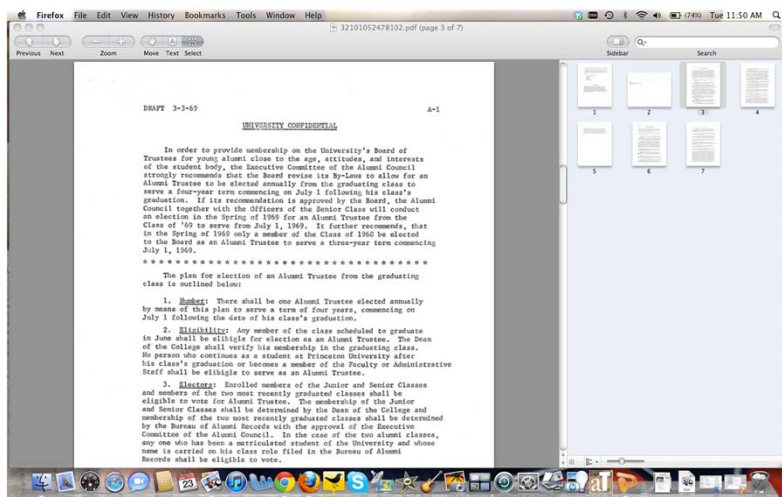 Firefox File Edit View History Bookmarks Tools Window Help (74%) Tue 11:50 AM
32101052478102.pdf (page 3 of 7)
Previous Next Zoom Move Text Select Sidebar Search
DRAFT 3-3-69 A-1
UNIVERSITY CONFIDENTIAL
In order to provide membership on the University's Board of
Trustees for young alumni close to the age, attitudes, and interests
of the student body, the Executive Committee of the Alumni Council
strongly recommends that the Board revise its By-Laws to allow for an
Alumni Trustee to be elected annually from the graduating class to
serve a four-year term commencing on July 1 following his class's
graduation. If its recommendation is approved by the Board, the Alumni
Council together with the Officers of the Senior Class will conduct
an election in the Spring of 1969 for an Alumni Trustee from the
Class of '69 to serve from July 1, 1969. It further recommends, that
in the Spring of 1969 only a member of the Class of 1968 be elected
to the Board as an Alumni Trustee to serve a three-year term commencing
July 1, 1969.
* * * * * * * * * * * * * * * * * * * * * * * * * * * * * * * * * *
The plan for election of an Alumni Trustee from the graduating
class is outlined below:
1. Number: There shall be one Alumni Trustee elected annually
by means of this plan to serve a term of four years, commencing on
July 1 following the date of his class's graduation.
2. Eligibility: Any member of the class scheduled to graduate
in June shall be elibigle for election as an Alumni Trustee. The Dean
of the College shall verify his membership in the graduating class.
No person who continues as a student at Princeton University after
his class's graduation or becomes a member of the Faculty or Administrative
Staff shall be eligible to serve as an Alumni Trustee.
3. Electors: Enrolled members of the Junior and Senior Classes
and members of the two most recently graduated classes shall be
eligible to vote for Alumni Trustee. The membership of the Junior
and Senior Classes shall be determined by the Dean of the College and
membership of the two most recently graduated classes shall be determined
by the Bureau of Alumni Records with the approval of the Executive
Committee of the Alumni Council. In the case of the two alumni classes,
any one who has been a matriculated student of the University and whose
name is carried on his class role filed in the Bureau of Alumni
Records shall be eligible to vote.
1 2 3 4
5 6 7
23